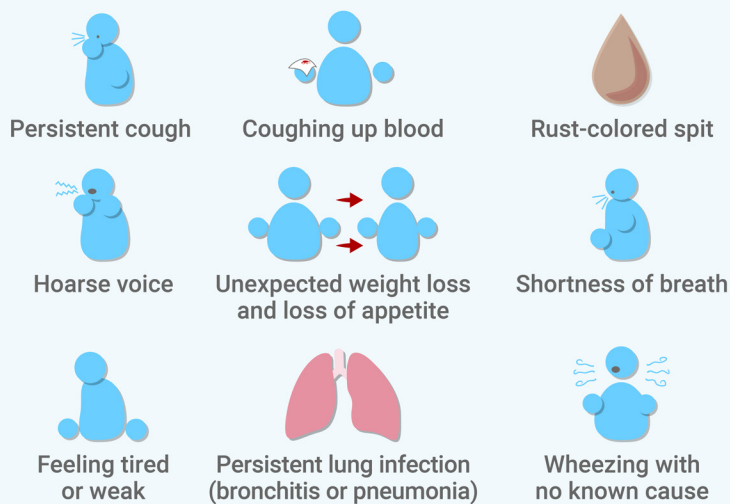 Persistent cough
Coughing up blood
Rust-colored spit
Hoarse voice
Unexpected weight loss
and loss of appetite
Shortness of breath
Feeling tired
or weak
Persistent lung infection
(bronchitis or pneumonia)
Wheezing with
no known cause